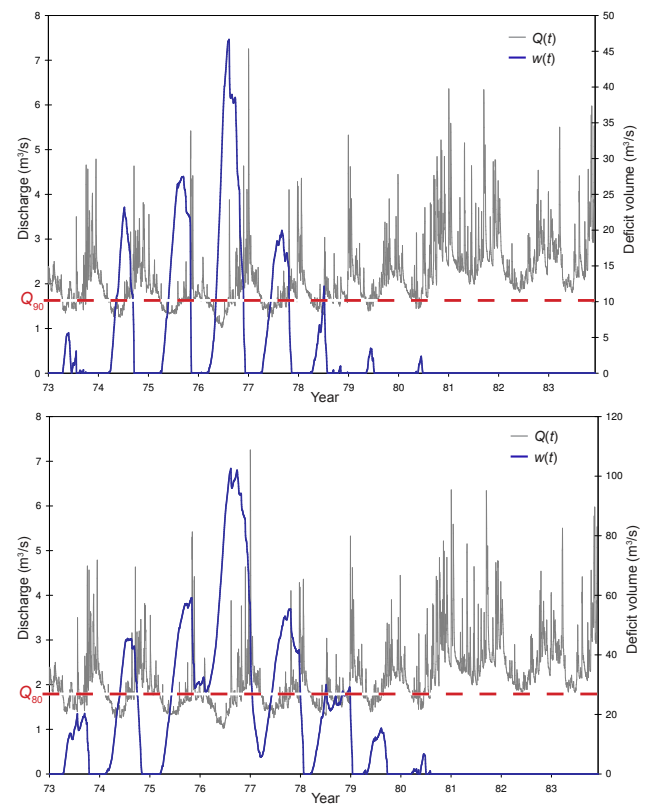 8 7 6 5 4 3 2 1 0
Discharge (m³/s)
Q90
50 45 40 35 30 25 20 15 10 5 0
Deficit volume (m³/s)
Q(t)
w(t)
73 74 75 76 77 78 79 80 81 82 83
Year
8 7 6 5 4 3 2 1 0
Discharge (m³/s)
Q80
120 100 80 60 40 20 0
Deficit volume (m³/s)
Q(t)
w(t)
73 74 75 76 77 78 79 80 81 82 83
Year